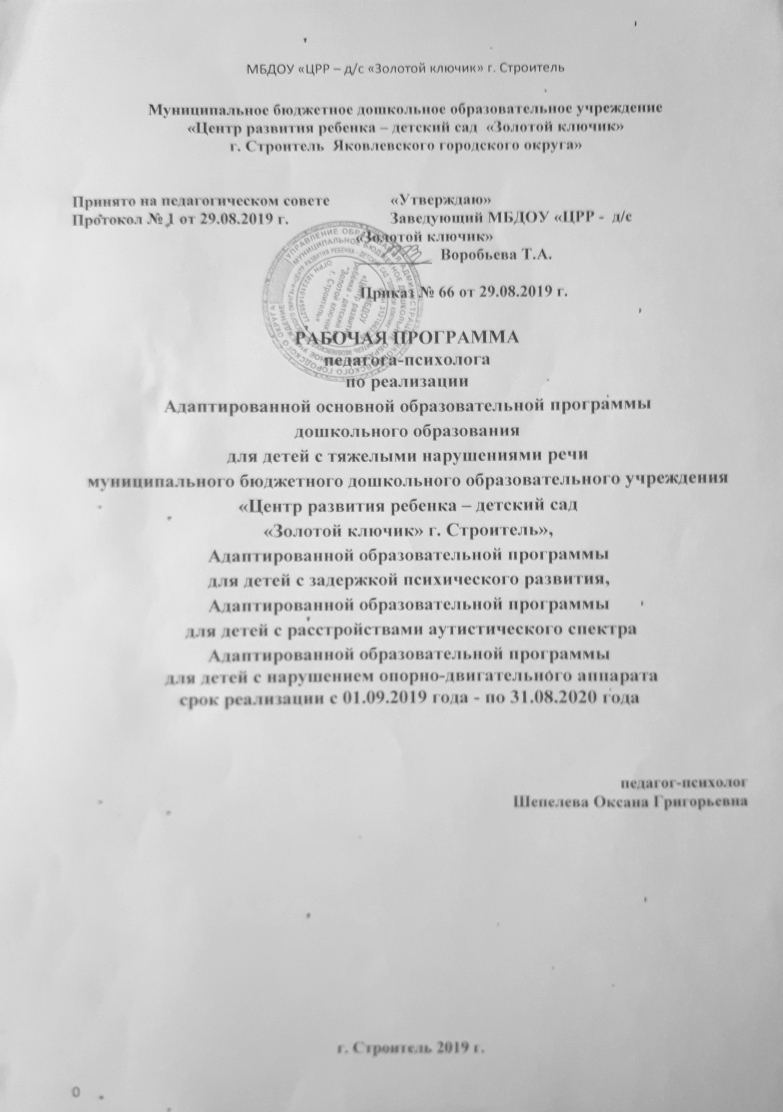 МБДОУ «ЦРР – д/с «Золотой ключик» г. Строитель
Муниципальное бюджетное дошкольное образовательное учреждение
«Центр развития ребенка – детский сад «Золотой ключик»
г. Строитель Яковлевского городского округа»
Принято на педагогическом совете
Протокол № 1 от 29.08.2019 г.
«Утверждаю»
Заведующий МБДОУ «ЦРР - д/с
«Золотой ключик»
Воробьева Т.А.
Приказ № 66 от 29.08.2019 г.
РАБОЧАЯ ПРОГРАММА
педагога-психолога
по реализации
Адаптированной основной образовательной программы
дошкольного образования
для детей с тяжелыми нарушениями речи
муниципального бюджетного дошкольного образовательного учреждения
«Центр развития ребенка – детский сад
«Золотой ключик» г. Строитель»,
Адаптированной образовательной программы
для детей с задержкой психического развития,
Адаптированной образовательной программы
для детей с расстройствами аутистического спектра
Адаптированной образовательной программы
для детей с нарушением опорно-двигательного аппарата
срок реализации с 01.09.2019 года - по 31.08.2020 года
педагог-психолог
Шепелева Оксана Григорьевна
г. Строитель 2019 г.
0